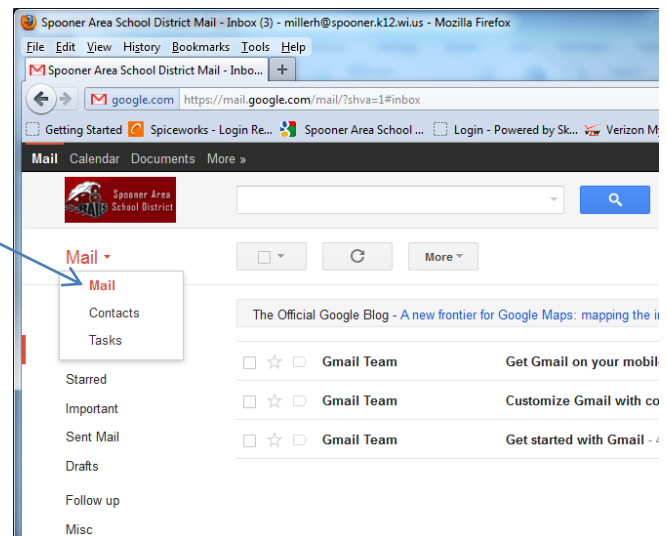 Spooner Area School District Mail - Inbox (3) - millerh@spooner.k12.wi.us - Mozilla Firefox
File Edit View History Bookmarks Tools Help
Spooner Area School District Mail - Inbo... +
google.com https://mail.google.com/mail/?shva=1#inbox
Getting Started Spiceworks - Login Re... Spooner Area School ... Login - Powered by Sk... Verizon M
Mail Calendar Documents More »
Spooner Area
School District
Mail
More
Mail
Contacts
Tasks
The Official Google Blog - A new frontier for Google Maps: mapping the
Gmail Team Get Gmail on your mobil
Starred
Gmail Team Customize Gmail with co
Important
Sent Mail
Gmail Team Get started with Gmail -
Drafts
Follow up
Misc